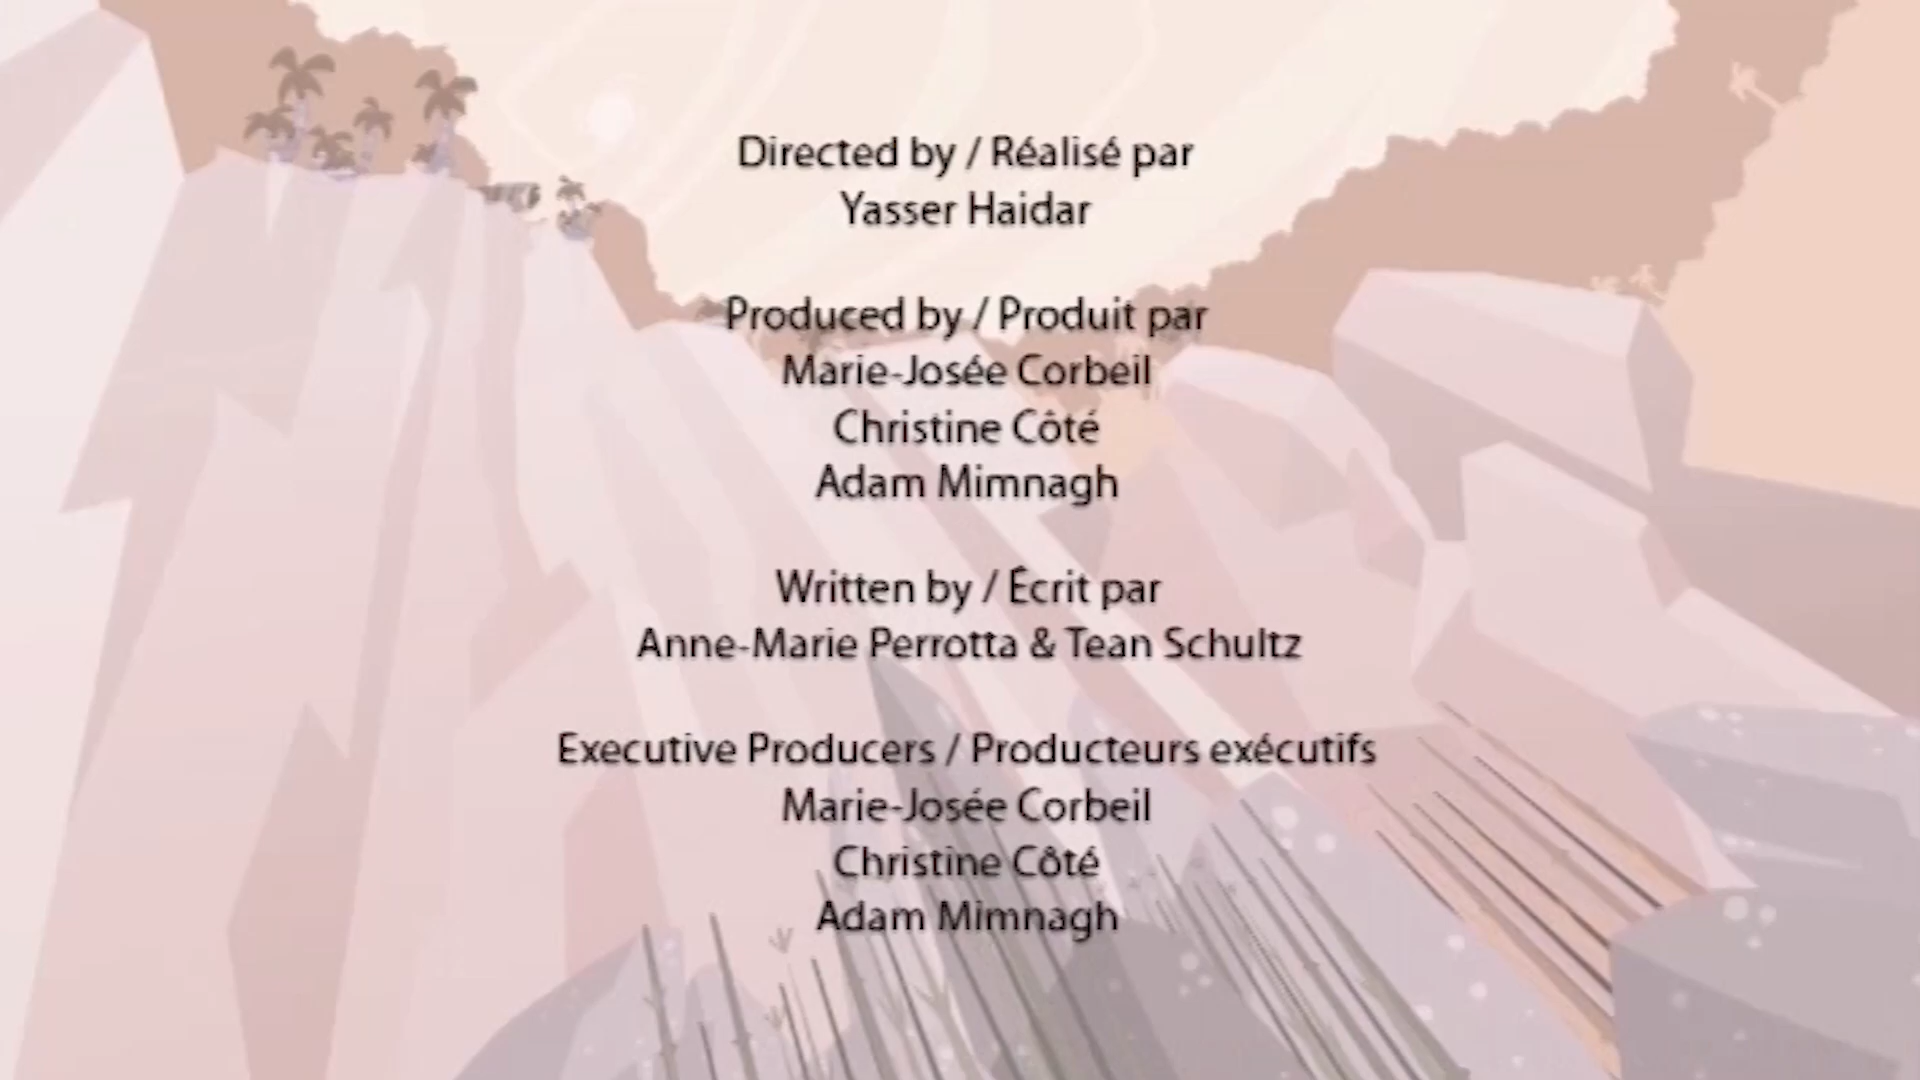 Directed by / Réalisé par
Yasser Haidar
Produced by / Produit par
Marie-Josée Corbeil
Christine Côté
Adam Mimnagh
Written by / Écrit par
Anne-Marie Perrotta & Tean Schultz
Executive Producers / Producteurs exécutifs
Marie-Josée Corbeil
Christine Côté
Adam Mimnagh